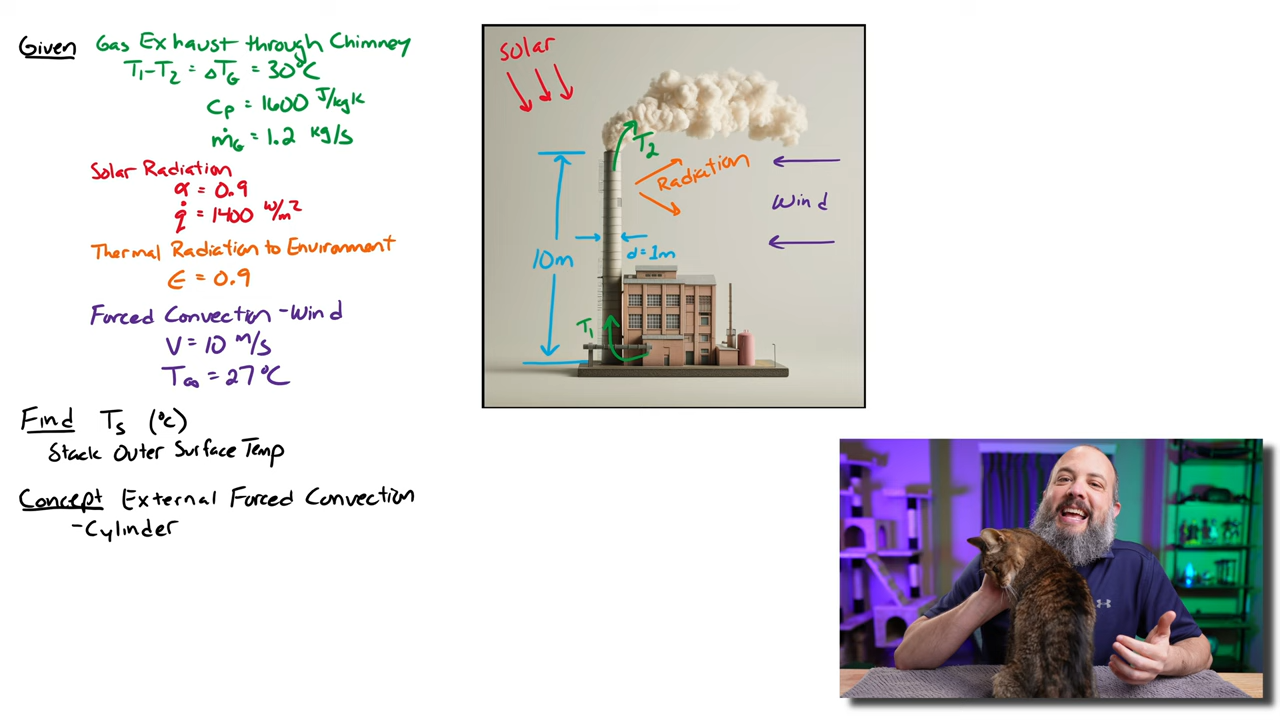 Given Gas Exhaust through Chimney
T₁-T₂ = ΔT_G = 30°C
Cp = 1600 J/kgK
ṁ_G = 1.2 kg/s
Solar Radiation
α = 0.9
q̇ = 1400 W/m²
Thermal Radiation to Environment
ϵ = 0.9
Forced Convection - Wind
V = 10 m/s
T∞ = 27°C
Find Ts (°C)
Stack Outer Surface Temp
Concept External Forced Convection
- Cylinder
Solar
T₂
Radiation
Wind
10m
d = 1m
T₁